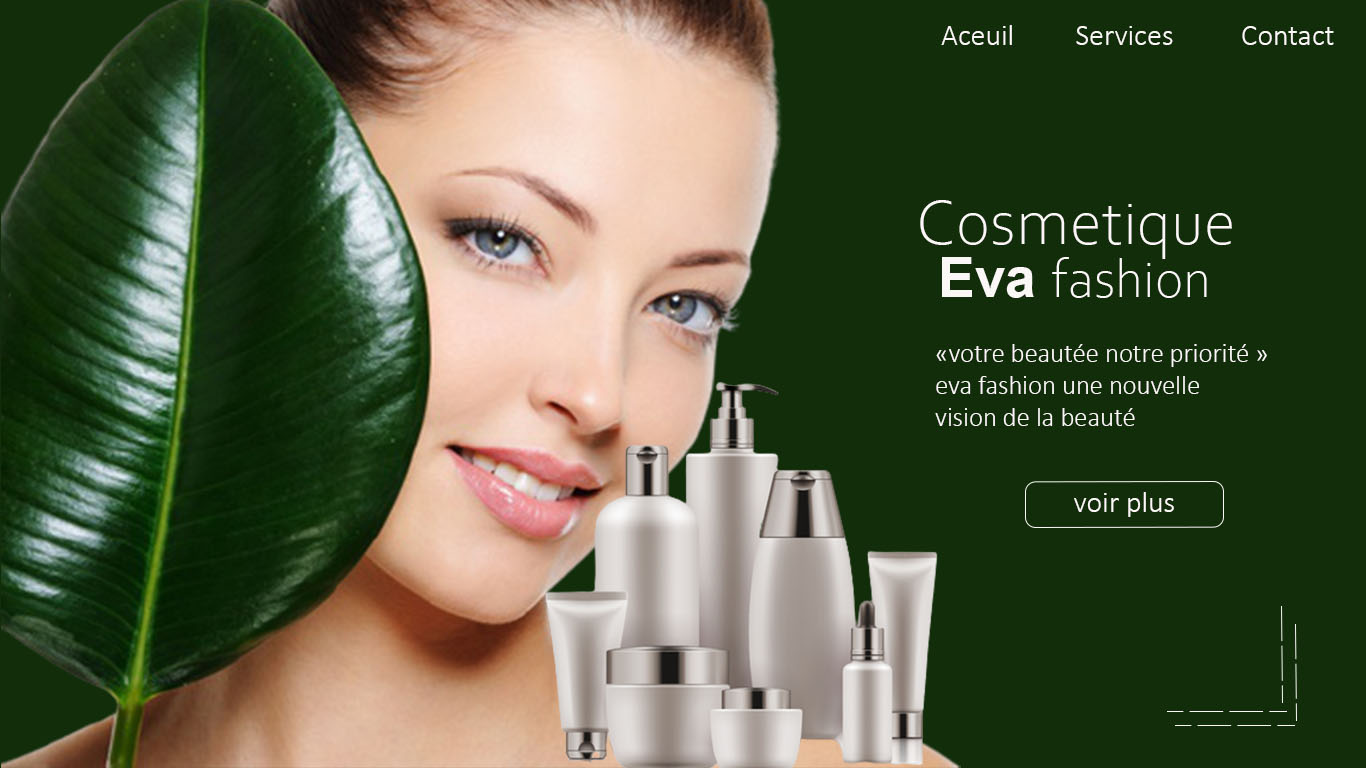 Aceuil Services Contact
Cosmetique
Eva fashion
«votre beautée notre priorité »
eva fashion une nouvelle
vision de la beauté
voir plus